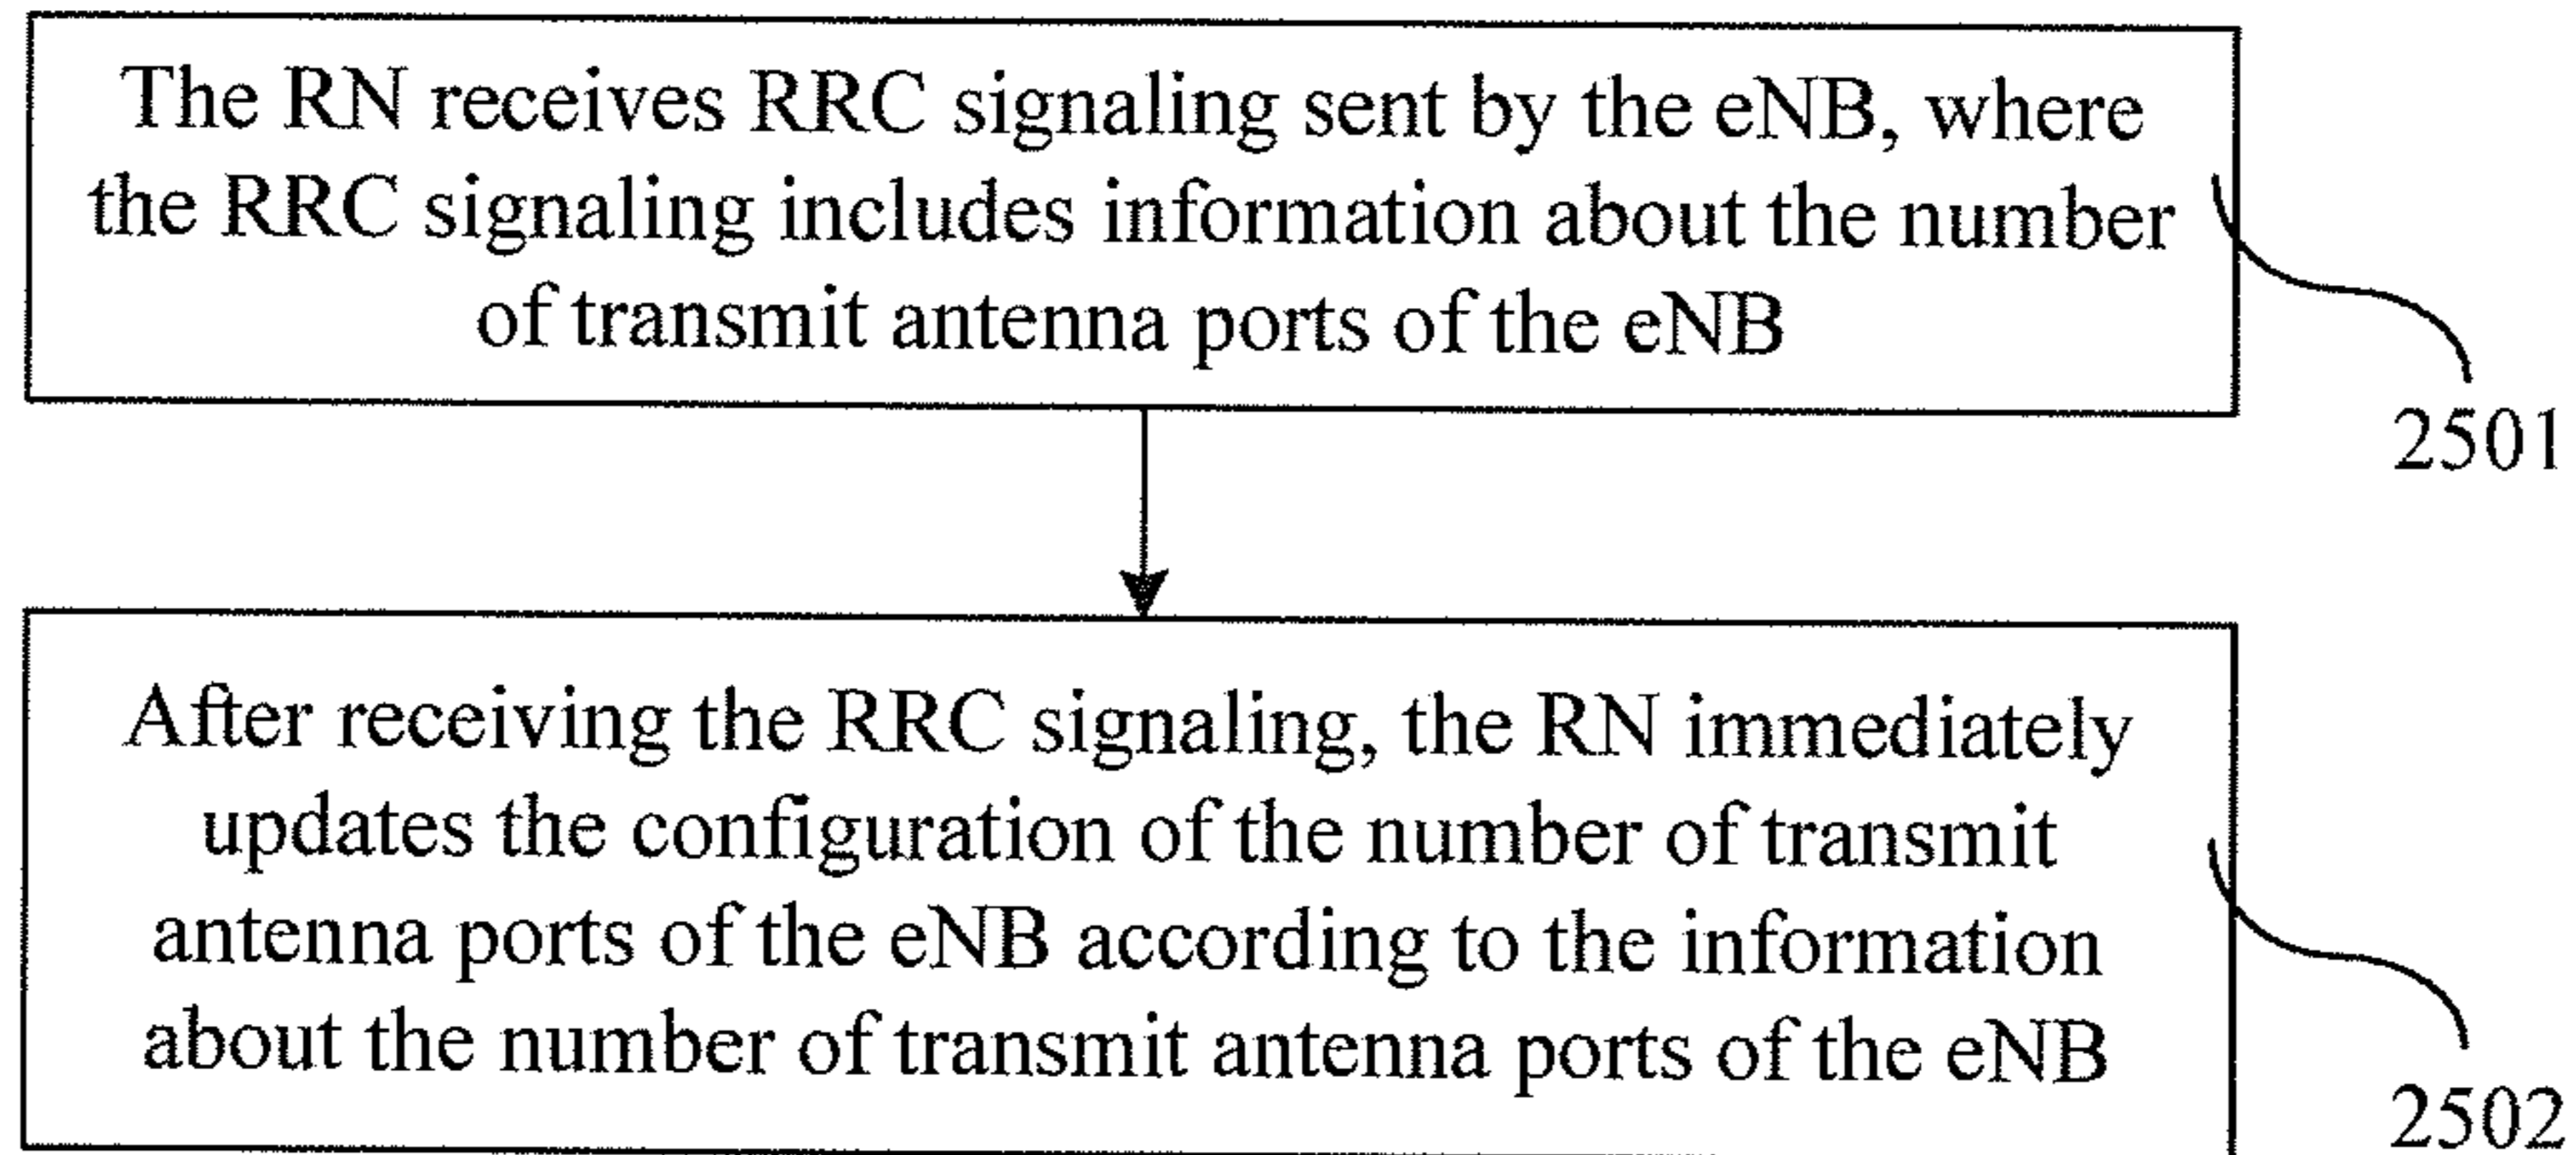 The RN receives RRC signaling sent by the eNB, where
the RRC signaling includes information about the number
of transmit antenna ports of the eNB
2501
After receiving the RRC signaling, the RN immediately
updates the configuration of the number of transmit
antenna ports of the eNB according to the information
about the number of transmit antenna ports of the eNB
2502